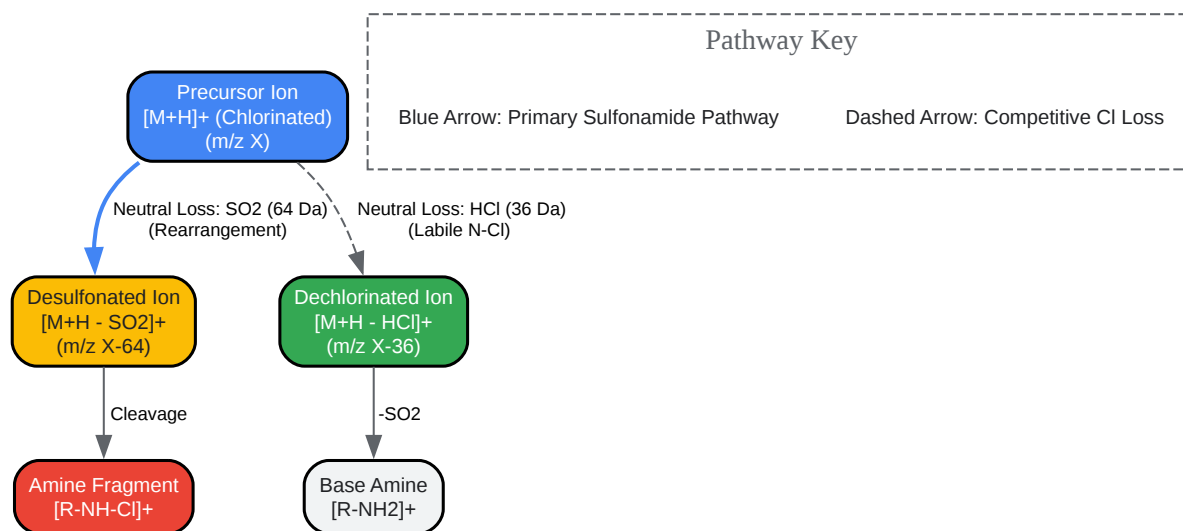 Pathway Key
Blue Arrow: Primary Sulfonamide Pathway
Dashed Arrow: Competitive Cl Loss
Precursor Ion
[M+H]+ (Chlorinated)
(m/z X)
Neutral Loss: SO2 (64 Da)
(Rearrangement)
Neutral Loss: HCl (36 Da)
(Labile N-Cl)
Desulfonated Ion
[M+H - SO2]+
(m/z X-64)
Dechlorinated Ion
[M+H - HCl]+
(m/z X-36)
Cleavage
-SO2
Amine Fragment
[R-NH-Cl]+
Base Amine
[R-NH2]+